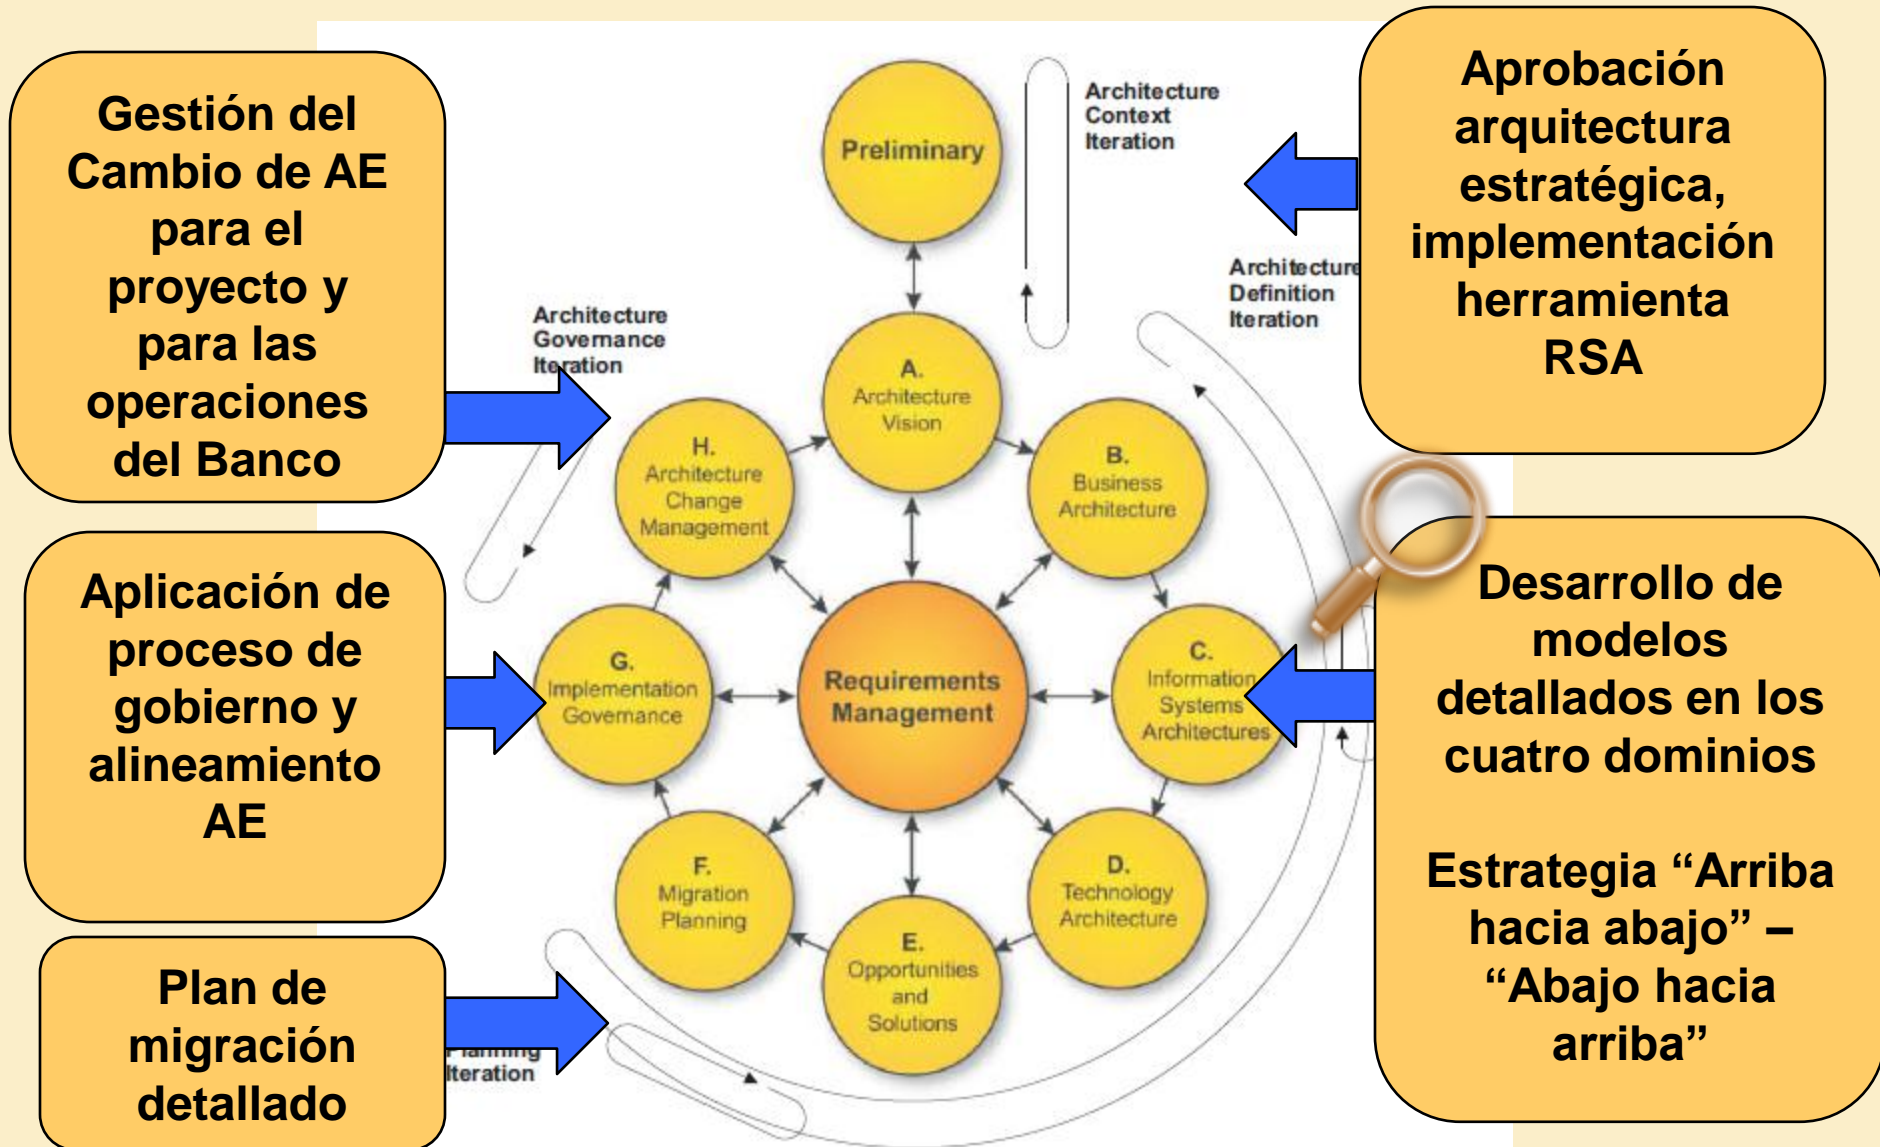 Gestión del
Cambio de AE
para el
proyecto y
para las
operaciones
del Banco
Aplicación de
proceso de
gobierno y
alineamiento
AE
Plan de
migración
detallado
Preliminary
Architecture
Context
Iteration
Architecture
Definition
Iteration
Architecture
Governance
Iteration
A.
Architecture
Vision
B.
Business
Architecture
C.
Information
Systems
Architectures
D.
Technology
Architecture
E.
Opportunities
and
Solutions
F.
Migration
Planning
G.
Implementation
Governance
H.
Architecture
Change
Management
Requirements
Management
Planning
Iteration
Aprobación
arquitectura
estratégica,
implementación
herramienta
RSA
Desarrollo de
modelos
detallados en los
cuatro dominios
Estrategia “Arriba
hacia abajo” –
“Abajo hacia
arriba”